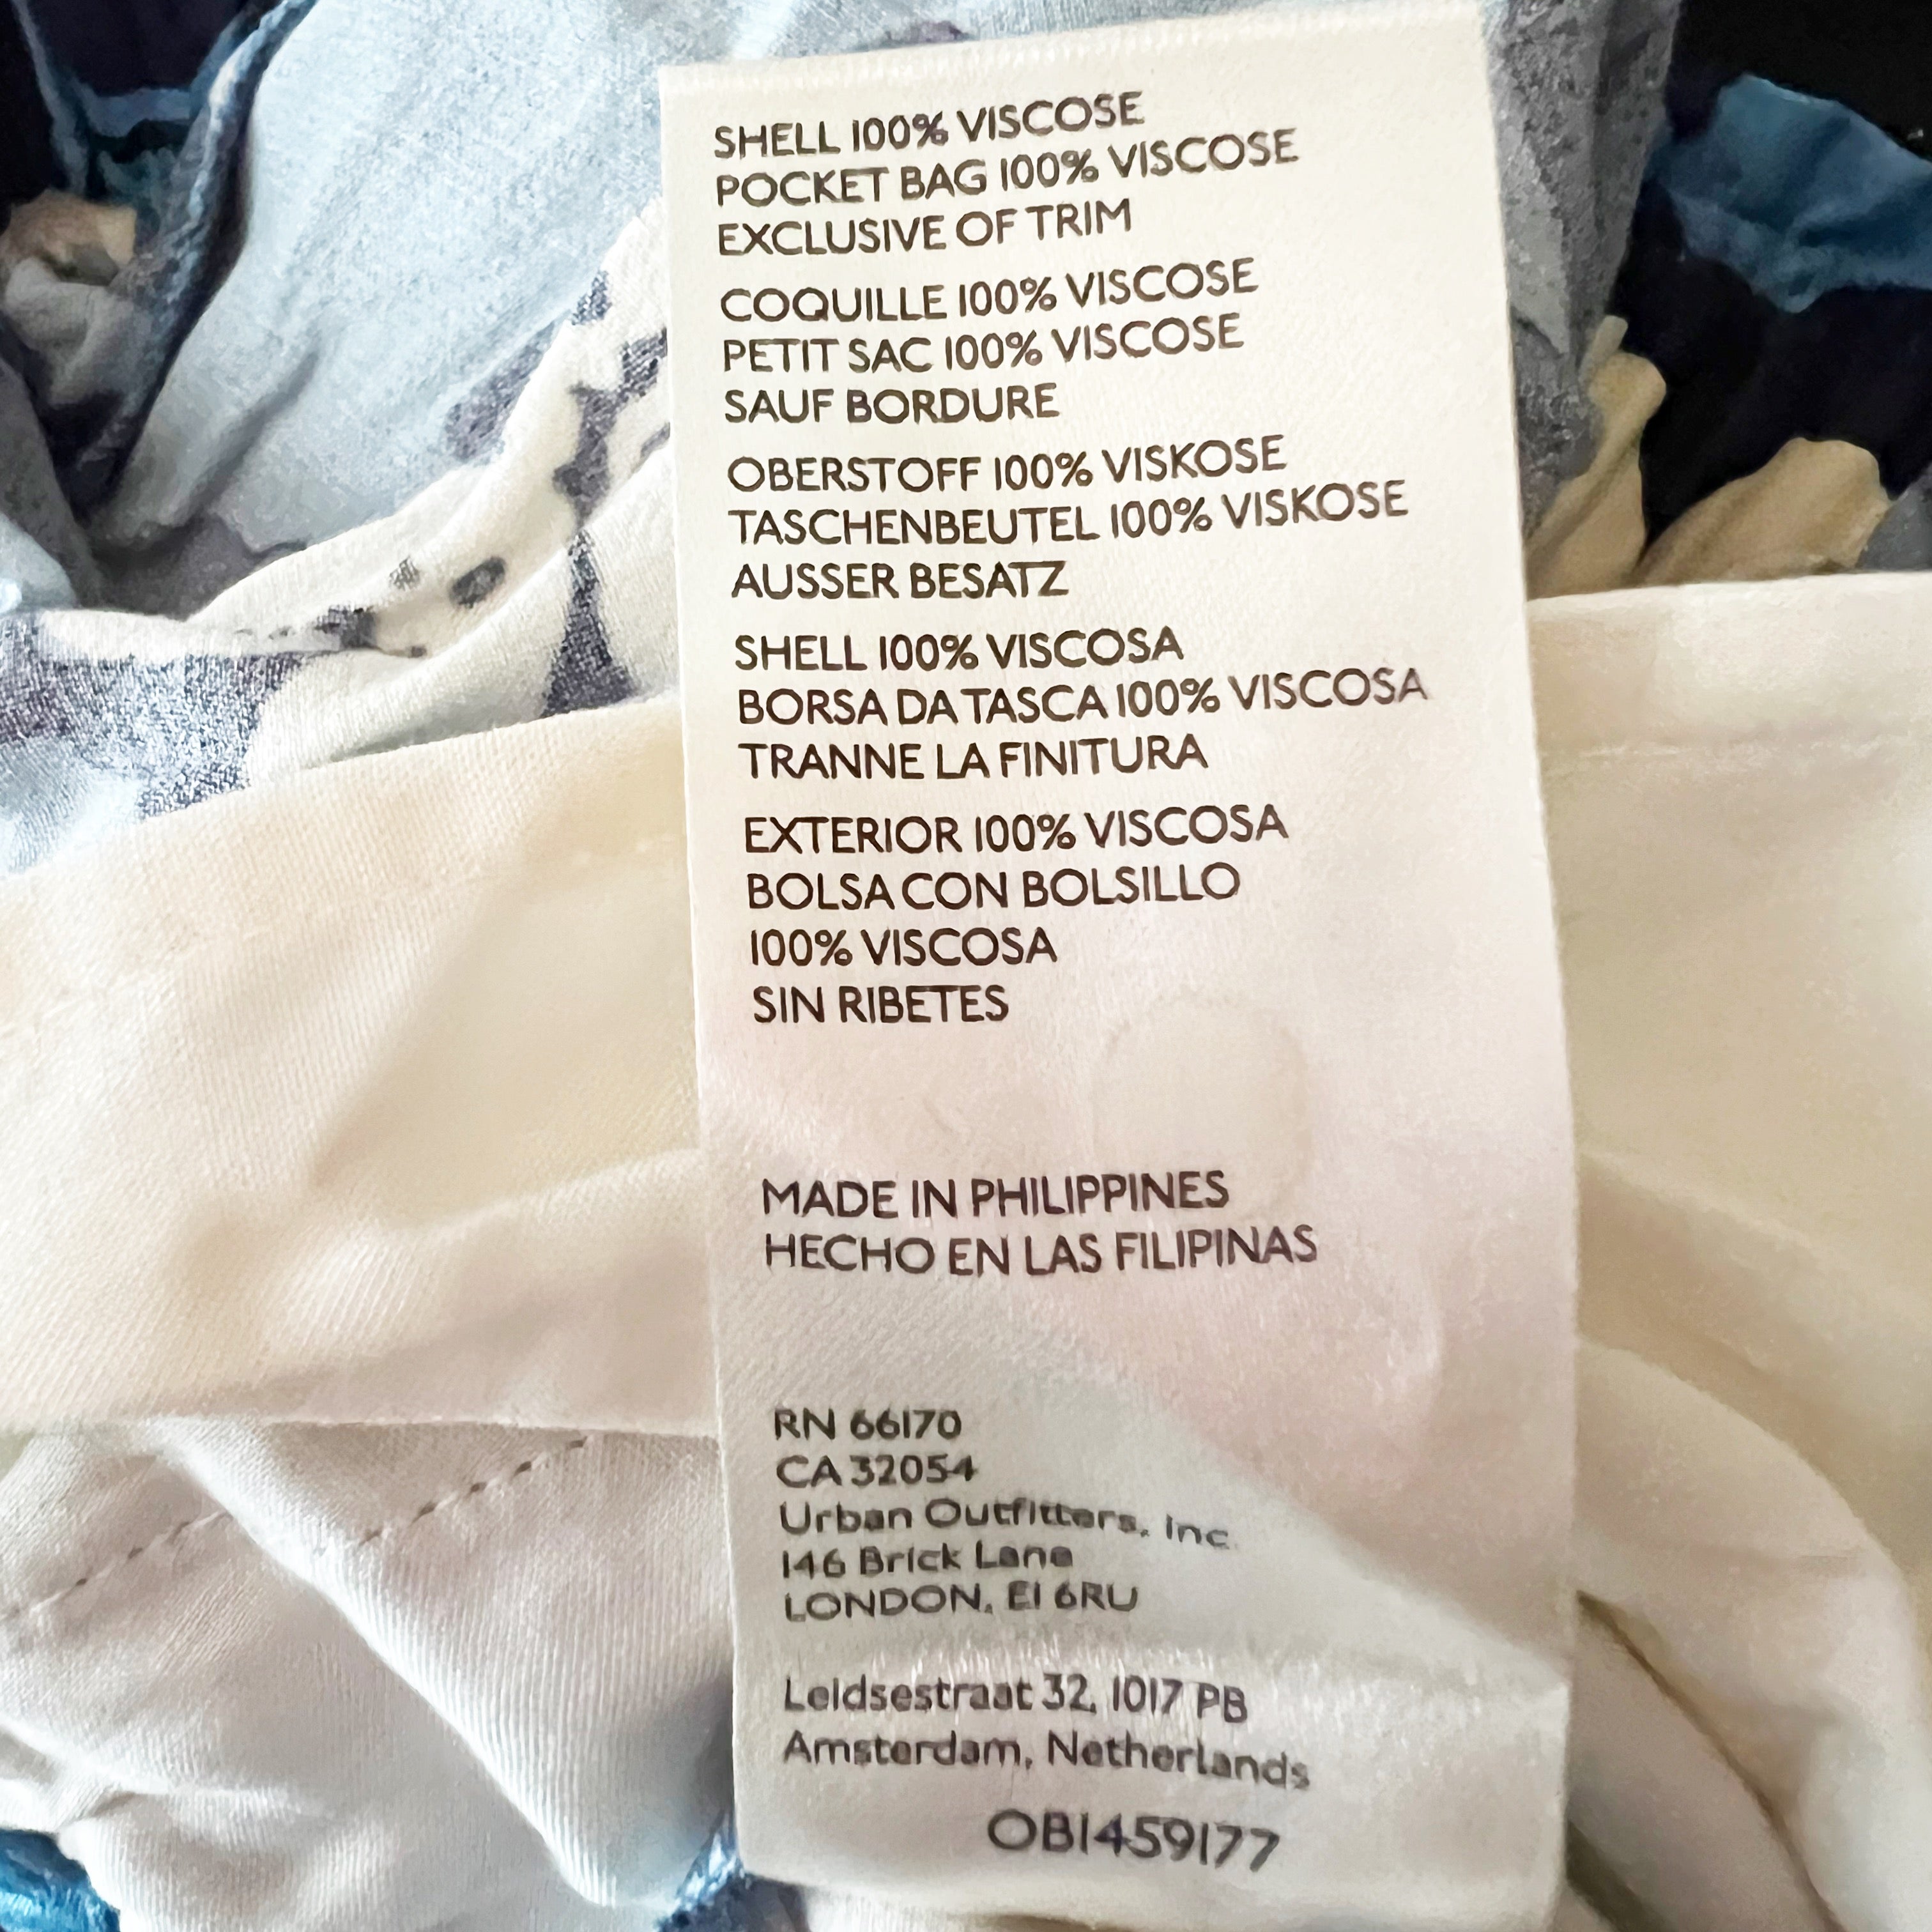 SHELL 100% VISCOSE
POCKET BAG 100% VISCOSE
EXCLUSIVE OF TRIM
COQUILLE 100% VISCOSE
PETIT SAC 100% VISCOSE
SAUF BORDURE
OBERSTOFF 100% VISKOSE
TASCHENBEUTEL 100% VISKOSE
AUSSER BESATZ
SHELL 100% VISCOSA
BORSA DA TASCA 100% VISCOSA
TRANNE LA FINITURA
EXTERIOR 100% VISCOSA
BOLSA CON BOLSILLO
100% VISCOSA
SIN RIBETES
MADE IN PHILIPPINES
HECHO EN LAS FILIPINAS
RN 66170
CA 32054
Urban Outfitters, Inc.
146 Brick Lane
LONDON, E1 6RU
Leidsestraat 32, 1017 PB
Amsterdam, Netherlands
OB1459177